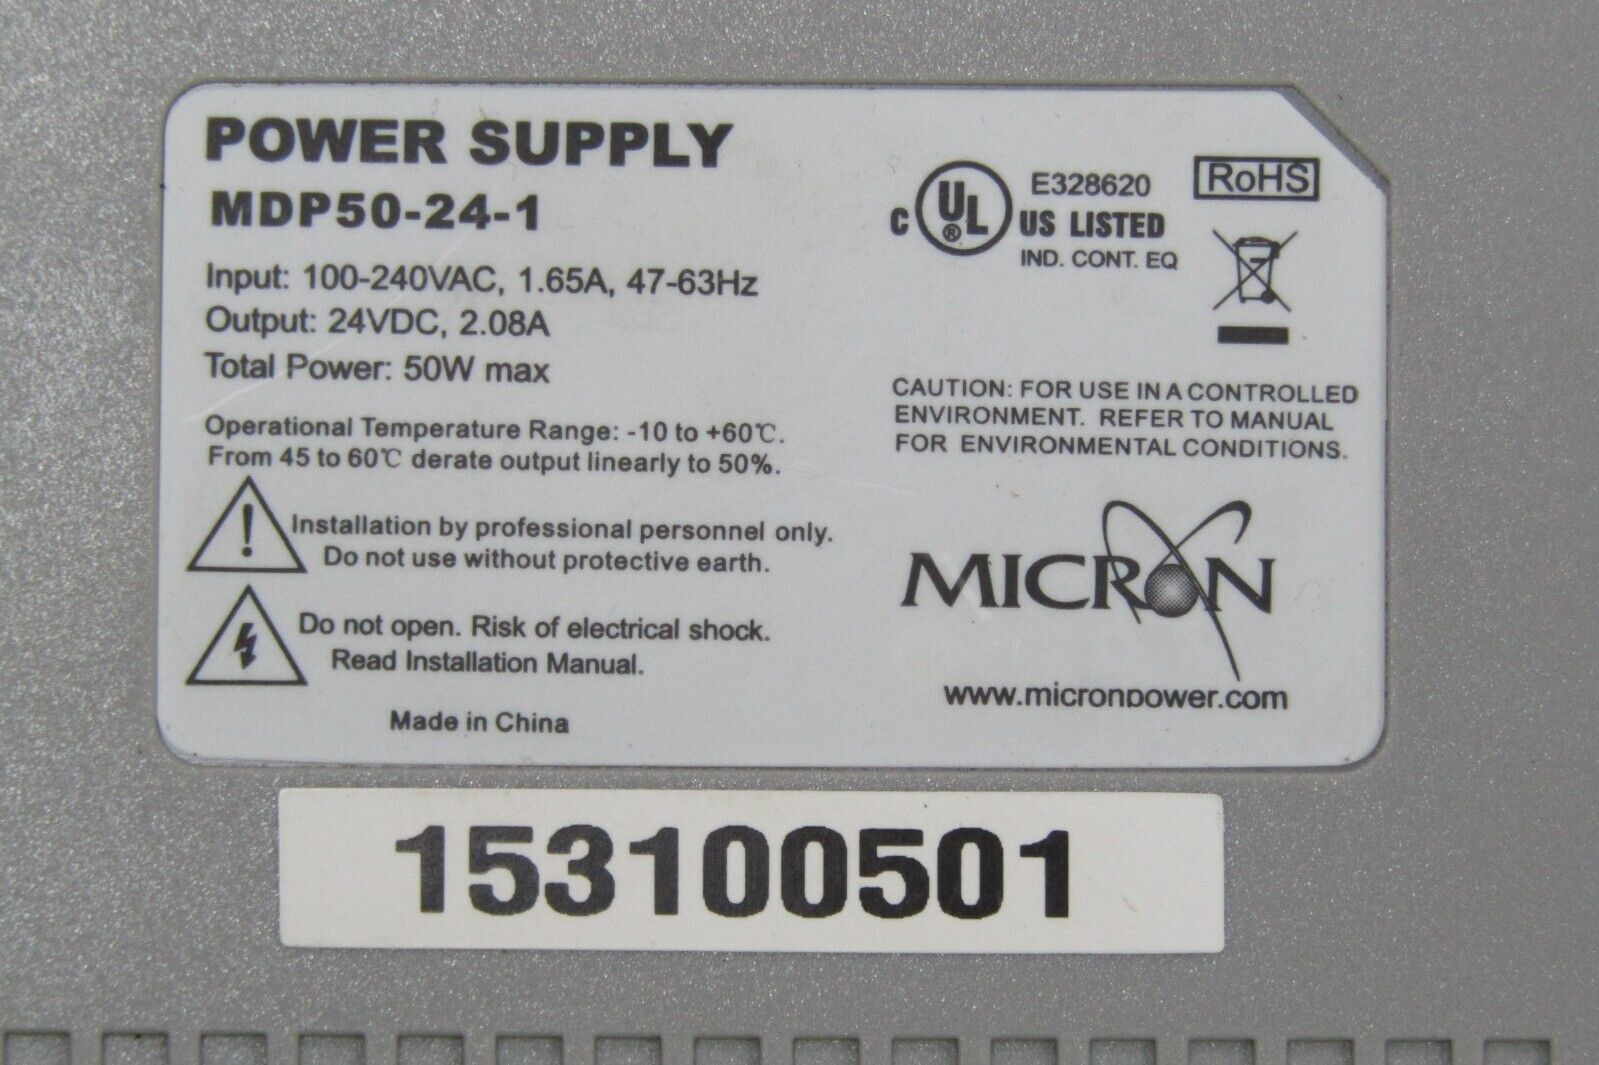 POWER SUPPLY
MDP50-24-1
Input: 100-240VAC, 1.65A, 47-63Hz
Output: 24VDC, 2.08A
Total Power: 50W max
Operational Temperature Range: -10 to +60℃.
From 45 to 60℃ derate output linearly to 50%.
Installation by professional personnel only.
Do not use without protective earth.
Do not open. Risk of electrical shock.
Read Installation Manual.
Made in China
C UL® US LISTED
E328620
IND. CONT. EQ
RoHS
CAUTION: FOR USE IN A CONTROLLED
ENVIRONMENT. REFER TO MANUAL
FOR ENVIRONMENTAL CONDITIONS.
MICRON
www.micronpower.com
153100501